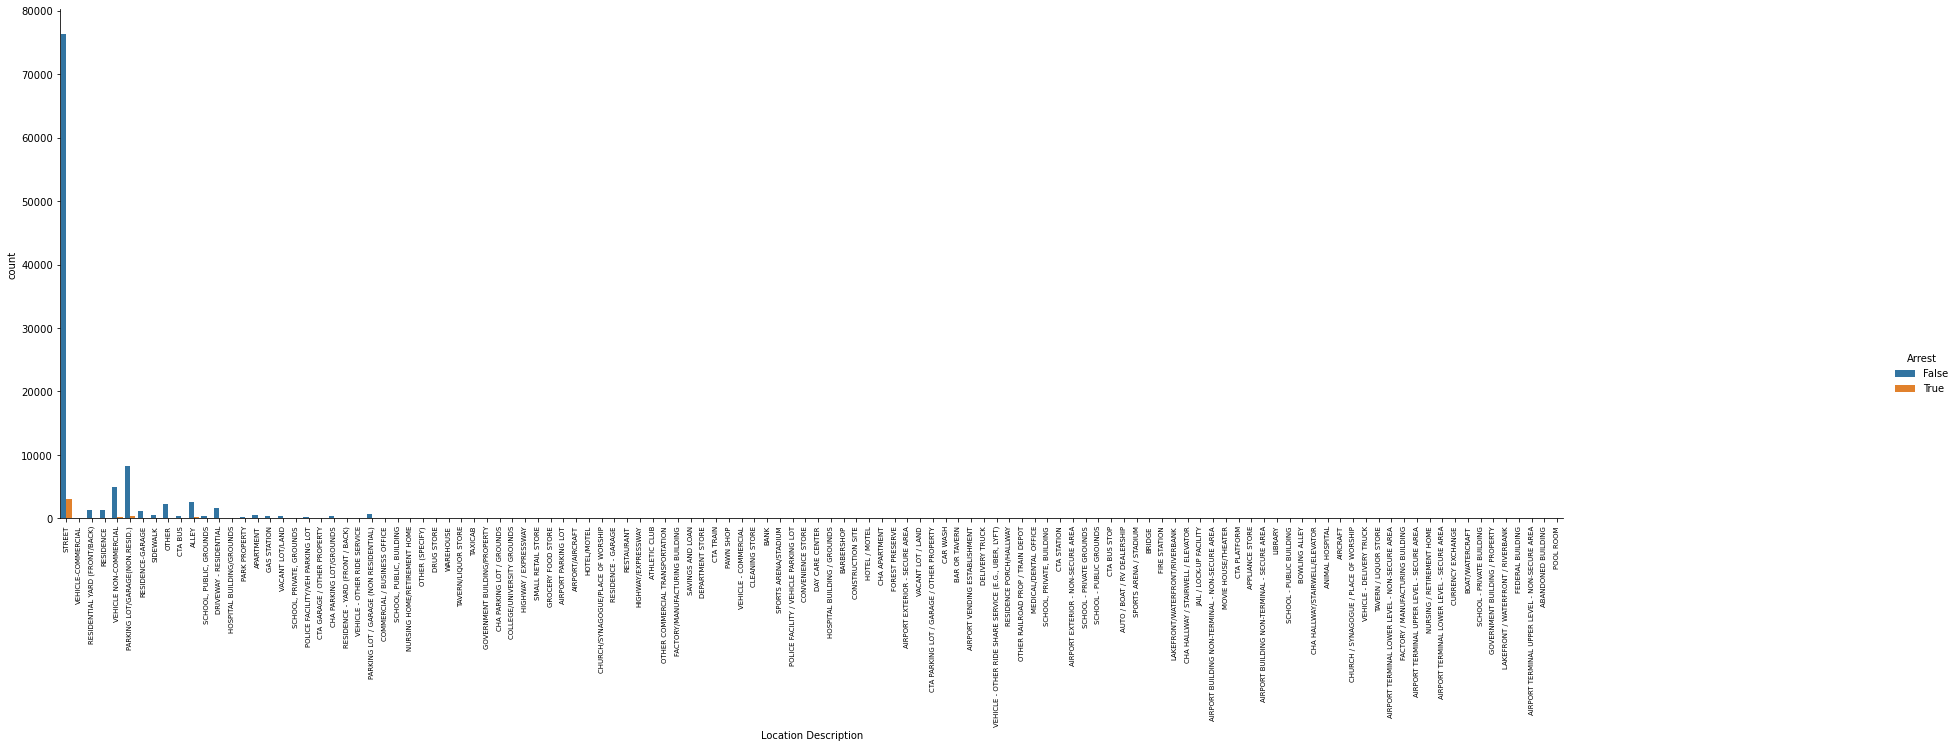 80000
70000
60000
50000
40000
30000
20000
10000
0
count
STREET
VEHICLE-COMMERCIAL
RESIDENTIAL YARD (FRONT/BACK)
RESIDENCE
VEHICLE NON-COMMERCIAL
PARKING LOT/GARAGE(NON.RESID.)
RESIDENCE-GARAGE
SIDEWALK
OTHER
CTA BUS
ALLEY
SCHOOL, PUBLIC, GROUNDS
DRIVEWAY - RESIDENTIAL
HOSPITAL BUILDING/GROUNDS
PARK PROPERTY
APARTMENT
GAS STATION
VACANT LOT/LAND
SCHOOL, PRIVATE, GROUNDS
POLICE FACILITY/VEH PARKING LOT
CTA GARAGE / OTHER PROPERTY
CHA PARKING LOT/GROUNDS
RESIDENCE - YARD (FRONT / BACK)
VEHICLE - OTHER RIDE SERVICE
PARKING LOT / GARAGE (NON RESIDENTIAL)
COMMERCIAL / BUSINESS OFFICE
SCHOOL, PUBLIC, BUILDING
NURSING HOME/RETIREMENT HOME
OTHER (SPECIFY)
DRUG STORE
WAREHOUSE
TAVERN/LIQUOR STORE
TAXICAB
GOVERNMENT BUILDING/PROPERTY
CHA PARKING LOT / GROUNDS
COLLEGE/UNIVERSITY GROUNDS
HIGHWAY / EXPRESSWAY
SMALL RETAIL STORE
GROCERY FOOD STORE
AIRPORT PARKING LOT
AIRPORT/AIRCRAFT
HOTEL/MOTEL
CHURCH/SYNAGOGUE/PLACE OF WORSHIP
RESIDENCE - GARAGE
RESTAURANT
HIGHWAY/EXPRESSWAY
ATHLETIC CLUB
OTHER COMMERCIAL TRANSPORTATION
FACTORY/MANUFACTURING BUILDING
SAVINGS AND LOAN
DEPARTMENT STORE
CTA TRAIN
PAWN SHOP
VEHICLE - COMMERCIAL
CLEANING STORE
BANK
SPORTS ARENA/STADIUM
POLICE FACILITY / VEHICLE PARKING LOT
CONVENIENCE STORE
DAY CARE CENTER
HOSPITAL BUILDING / GROUNDS
BARBERSHOP
CONSTRUCTION SITE
HOTEL / MOTEL
CHA APARTMENT
FOREST PRESERVE
AIRPORT EXTERIOR - SECURE AREA
VACANT LOT / LAND
CTA PARKING LOT / GARAGE / OTHER PROPERTY
CAR WASH
BAR OR TAVERN
AIRPORT VENDING ESTABLISHMENT
DELIVERY TRUCK
VEHICLE - OTHER RIDE SHARE SERVICE (E.G., UBER, LYFT)
RESIDENCE PORCH/HALLWAY
OTHER RAILROAD PROP / TRAIN DEPOT
MEDICAL/DENTAL OFFICE
SCHOOL, PRIVATE, BUILDING
CTA STATION
AIRPORT EXTERIOR - NON-SECURE AREA
SCHOOL - PRIVATE GROUNDS
SCHOOL - PUBLIC GROUNDS
CTA BUS STOP
AUTO / BOAT / RV DEALERSHIP
SPORTS ARENA / STADIUM
BRIDGE
FIRE STATION
LAKEFRONT/WATERFRONT/RIVERBANK
CHA HALLWAY / STAIRWELL / ELEVATOR
JAIL / LOCK-UP FACILITY
AIRPORT BUILDING NON-TERMINAL - NON-SECURE AREA
MOVIE HOUSE/THEATER
CTA PLATFORM
APPLIANCE STORE
AIRPORT BUILDING NON-TERMINAL - SECURE AREA
LIBRARY
SCHOOL - PUBLIC BUILDING
BOWLING ALLEY
CHA HALLWAY/STAIRWELL/ELEVATOR
ANIMAL HOSPITAL
AIRCRAFT
CHURCH / SYNAGOGUE / PLACE OF WORSHIP
VEHICLE - DELIVERY TRUCK
TAVERN / LIQUOR STORE
AIRPORT TERMINAL LOWER LEVEL - NON-SECURE AREA
FACTORY / MANUFACTURING BUILDING
AIRPORT TERMINAL UPPER LEVEL - SECURE AREA
NURSING / RETIREMENT HOME
AIRPORT TERMINAL LOWER LEVEL - SECURE AREA
CURRENCY EXCHANGE
BOAT/WATERCRAFT
SCHOOL - PRIVATE BUILDING
GOVERNMENT BUILDING / PROPERTY
LAKEFRONT / WATERFRONT / RIVERBANK
FEDERAL BUILDING
AIRPORT TERMINAL UPPER LEVEL - NON-SECURE AREA
ABANDONED BUILDING
POOL ROOM
Location Description
Arrest
False
True